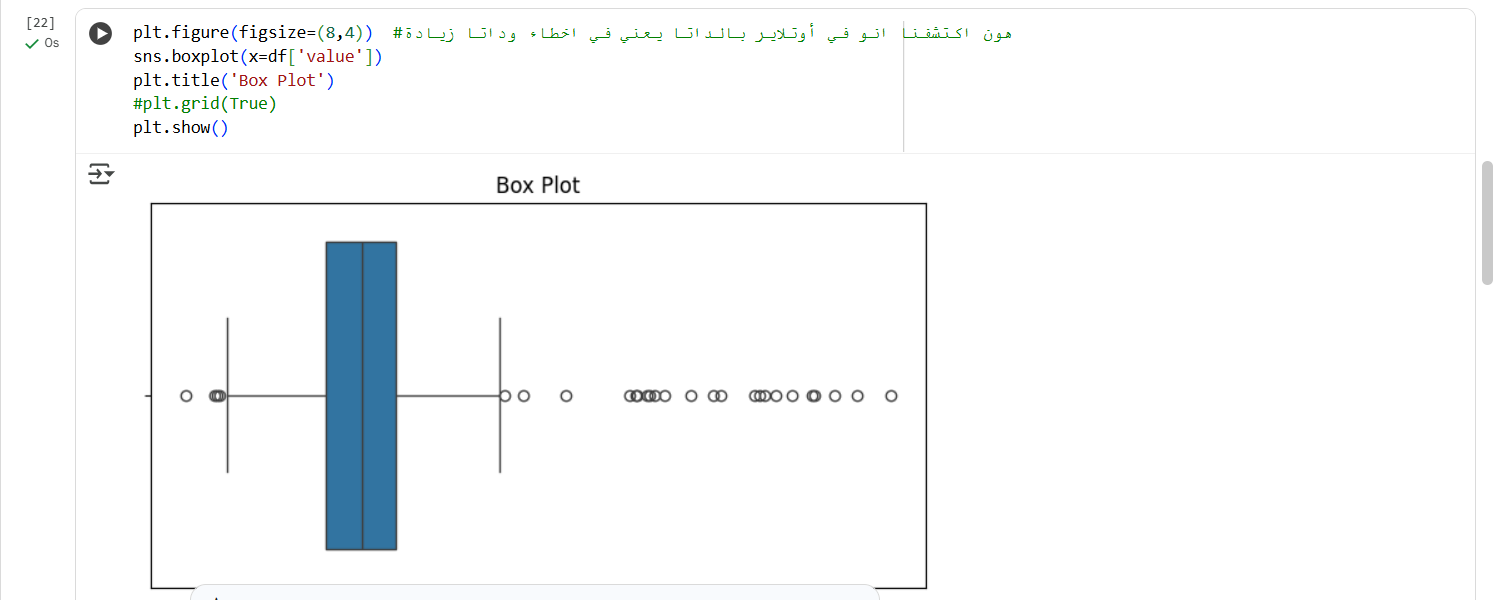 [22]
0s
plt.figure(figsize=(8,4))  #هون اكتشفنا انو في أوتلاير بالداتا يعني في اخطاء وداتا زيادة
sns.boxplot(x=df['value'])
plt.title('Box Plot')
#plt.grid(True)
plt.show()
Box Plot